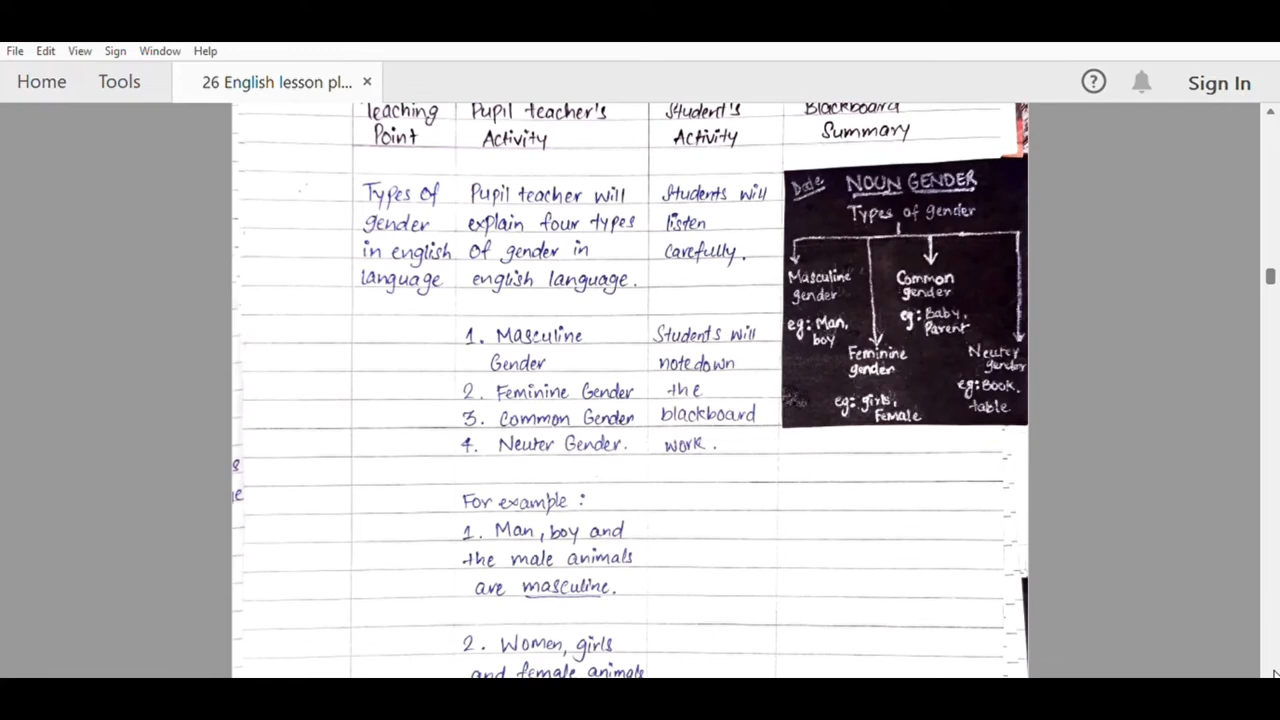 File Edit View Sign Window Help
Home Tools 26 English lesson pl... × Sign In
Teaching
Point
Pupil teacher's
Activity
Student's
Activity
Blackboard
Summary
Types of
gender
in english
language
Pupil teacher will
explain four types
of gender in
english language.
1. Masculine
Gender
2. Feminine Gender
3. Common Gender
4. Neuter Gender.
For example :
1. Man, boy and
the male animals
are masculine.
2. Women, girls
and female animals
Students will
listen
carefully.
Students will
notedown
the
blackboard
work.
Date
NOUN GENDER
Types of gender
Masculine
gender
eg: Man,
boy
Feminine
gender
eg: girls,
Female
Common
gender
eg: Baby,
Parent
Neuter
gender
eg: Book,
table